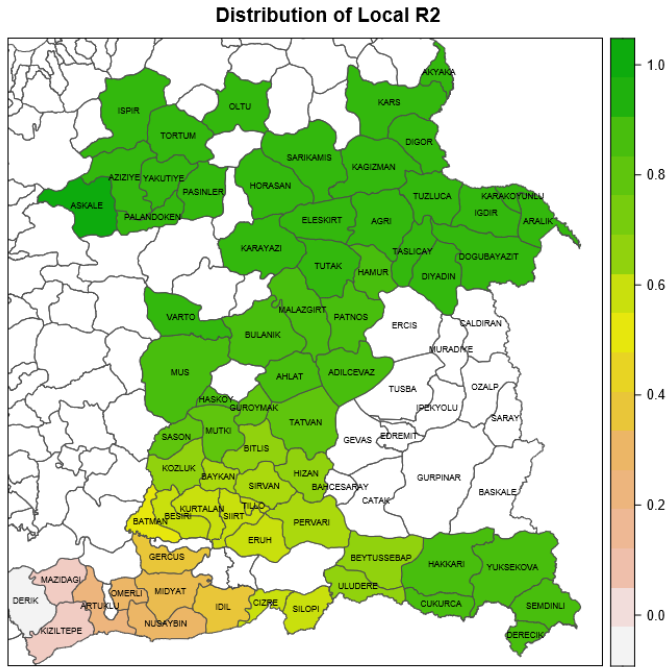 Distribution of Local R2
AKYAKA
ISPIR
OLTU
KARS
TORTUM
DIGOR
SARIKAMIS
KAGIZMAN
AZIZIYE
YAKUTIYE
PASINLER
HORASAN
ASKALE
TUZLUCA
KARAKOYUNLU
IGDIR
PALANDOKEN
ELESKIRT
AGRI
ARALIK
KARAYAZI
TASLICAY
DOGUBAYAZIT
TUTAK
HAMUR
DIYADIN
MALAZGIRT
VARTO
PATNOS
ERCIS
CALDIRAN
BULANIK
MURADIYE
MUS
AHLAT
ADILCEVAZ
TUSBA
OZALP
HASKOY
GUROYMAK
IPEKYOLU
SARAY
TATVAN
SASON
MUTKI
GEVAS
EDREMIT
BITLIS
KOZLUK
BAYKAN
HIZAN
SIRVAN
BAHCESARAY
GURPINAR
BASKALE
CATAK
KURTALAN
TILLO
BATMAN
BESIRI
SIIRT
PERVARI
ERUH
GERCUS
BEYTUSSEBAP
HAKKARI
YUKSEKOVA
MAZIDAGI
ULUDERE
DERIK
ARTUKLU
OMERLI
MIDYAT
IDIL
CIZRE
SILOPI
CUKURCA
SEMDINLI
KIZILTEPE
NUSAYBIN
DERECIK
1.0
0.8
0.6
0.4
0.2
0.0